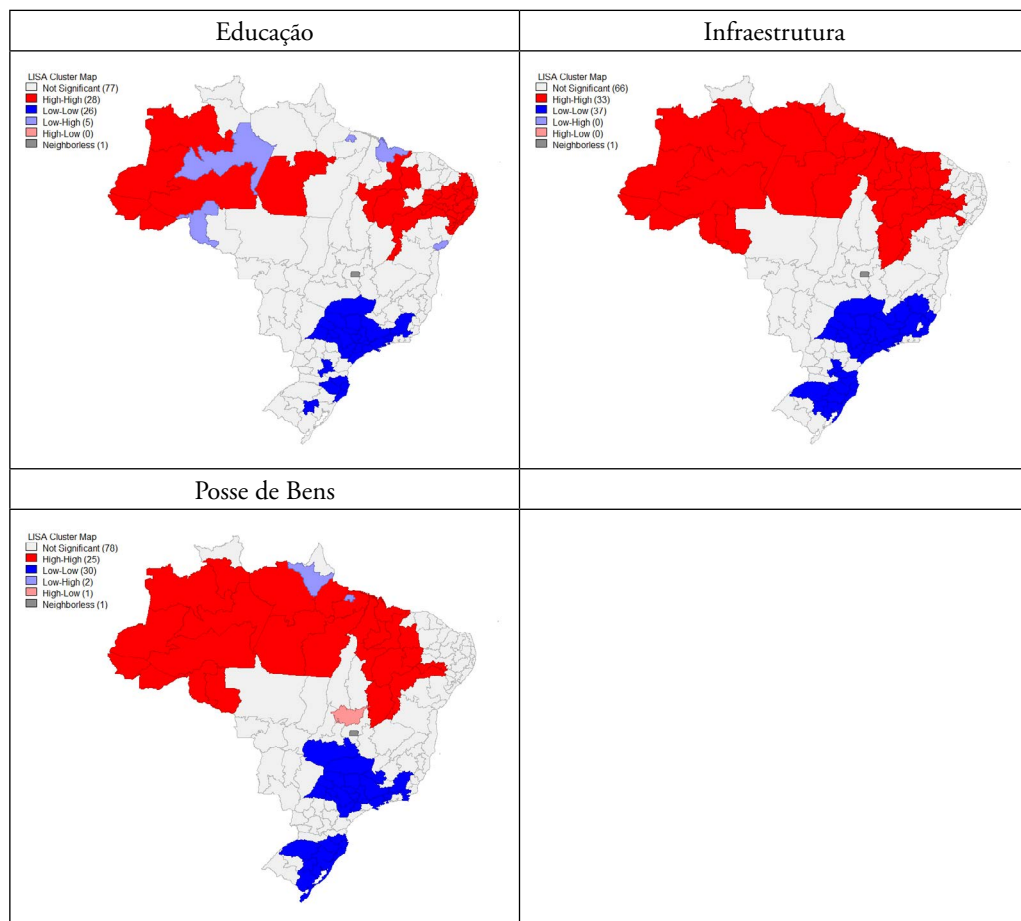 Educação
Infraestrutura
LISA Cluster Map
Not Significant (77)
High-High (28)
Low-Low (26)
Low-High (5)
High-Low (0)
Neighborless (1)
LISA Cluster Map
Not Significant (66)
High-High (33)
Low-Low (37)
Low-High (0)
High-Low (0)
Neighborless (1)
Posse de Bens
LISA Cluster Map
Not Significant (78)
High-High (25)
Low-Low (30)
Low-High (2)
High-Low (1)
Neighborless (1)